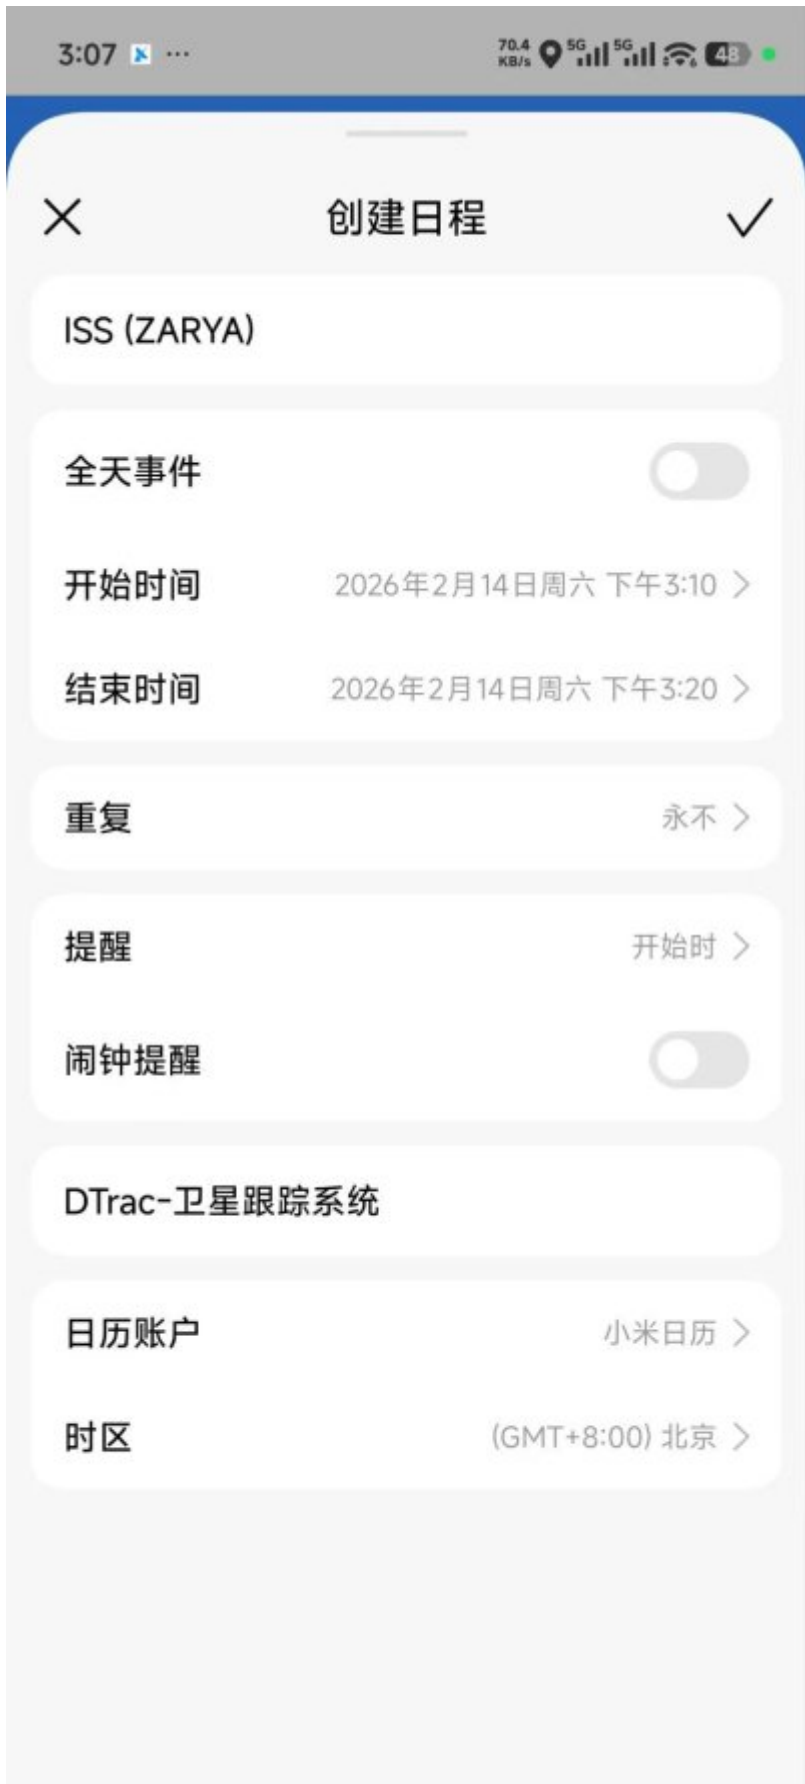 3:07 ...
70.4 KB/s 5G 5G 48
创建日程
ISS (ZARYA)
全天事件
开始时间 2026年2月14日周六 下午3:10
结束时间 2026年2月14日周六 下午3:20
重复 永不
提醒 开始时
闹钟提醒
DTrac-卫星跟踪系统
日历账户 小米日历
时区 (GMT+8:00) 北京